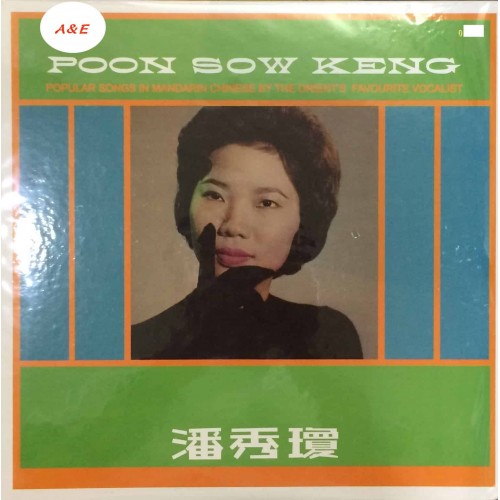 A&E
POON SOW KENG
POPULAR SONGS IN MANDARIN CHINESE BY THE ORIENT'S FAVOURITE VOCALIST
潘秀瓊